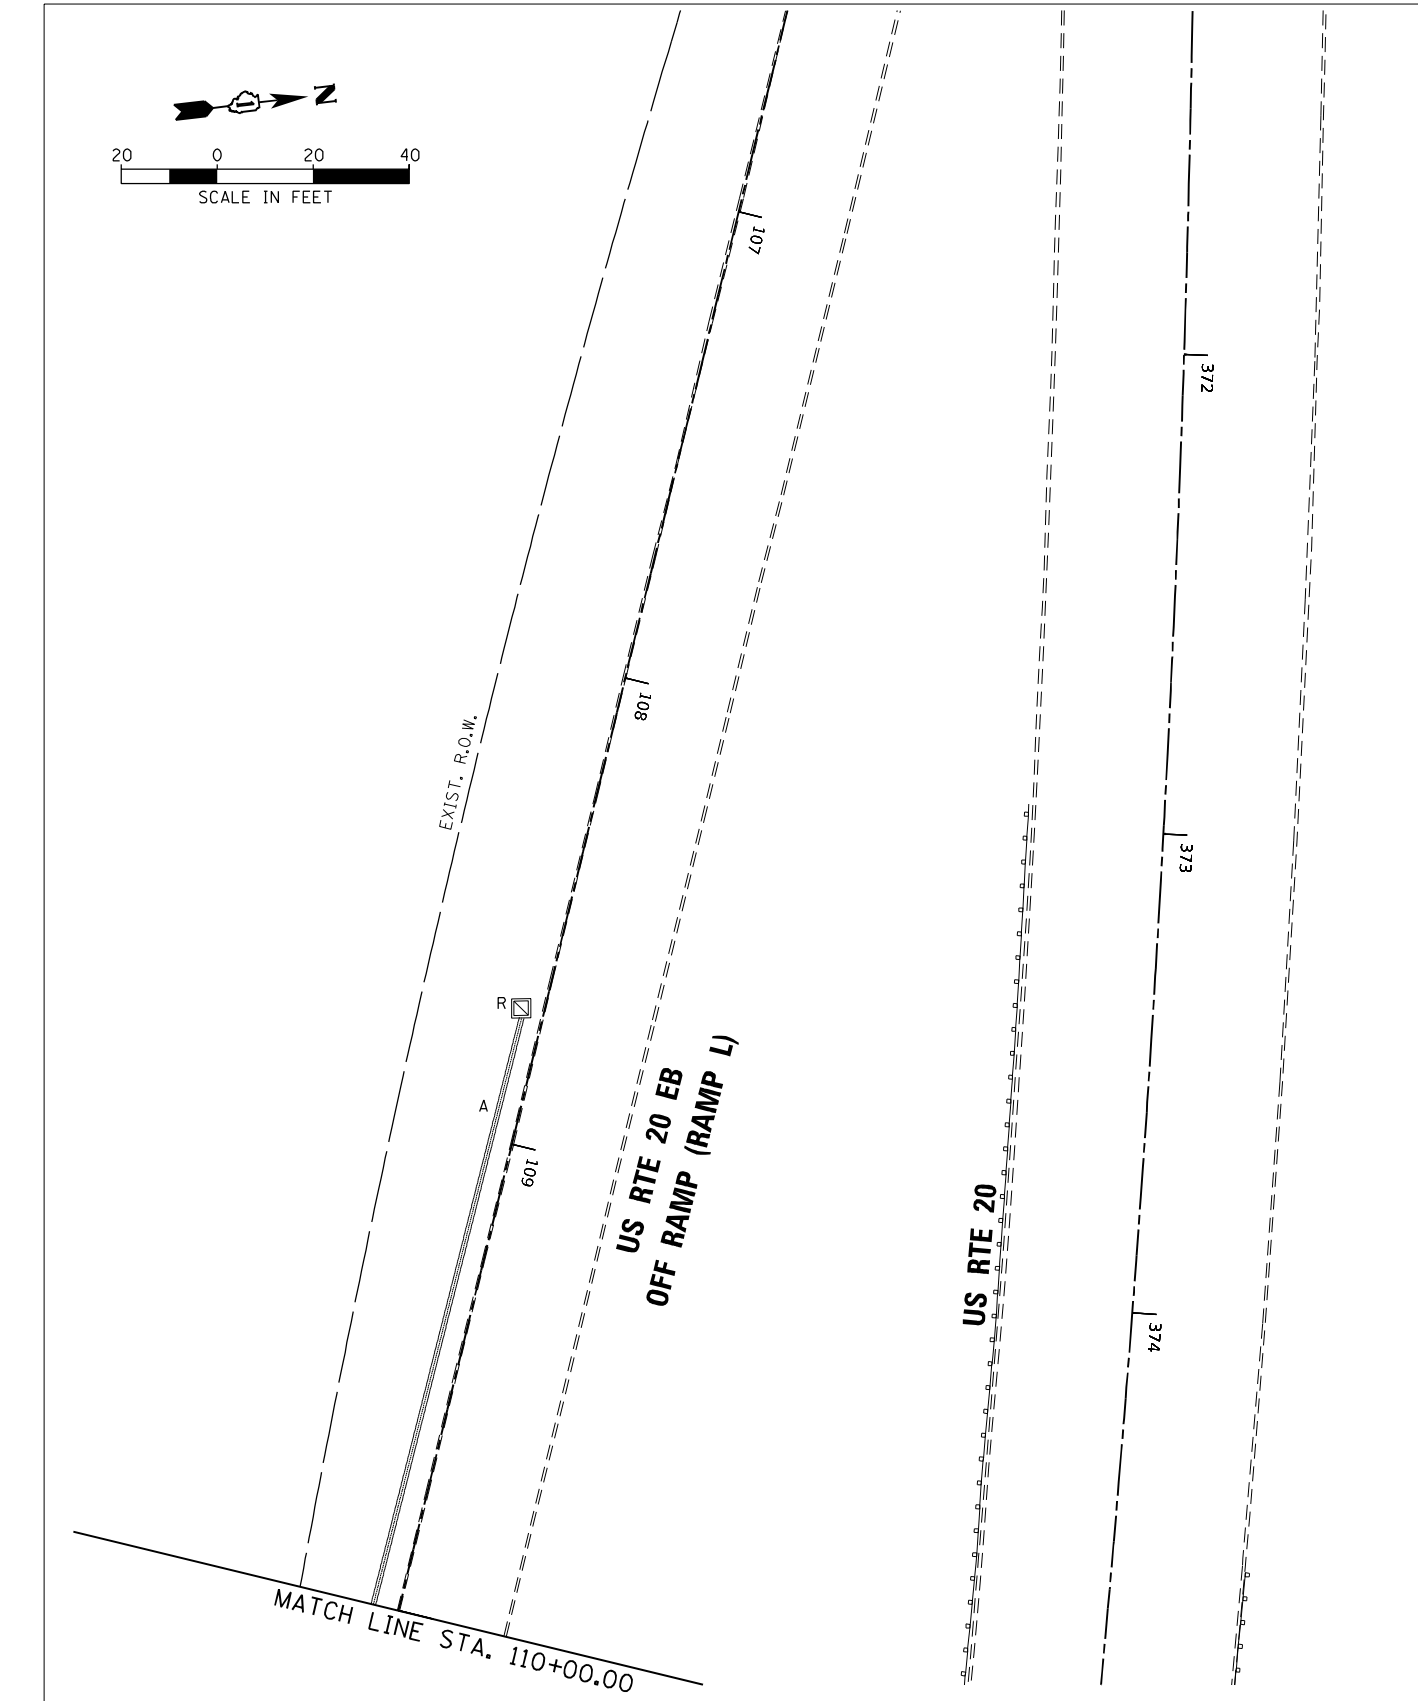 N
20 0 20 40
SCALE IN FEET
107
372
108
EXIST. R.O.W.
373
R
A
109
US RTE 20 EB
OFF RAMP (RAMP L)
US RTE 20
374
MATCH LINE STA. 110+00.00